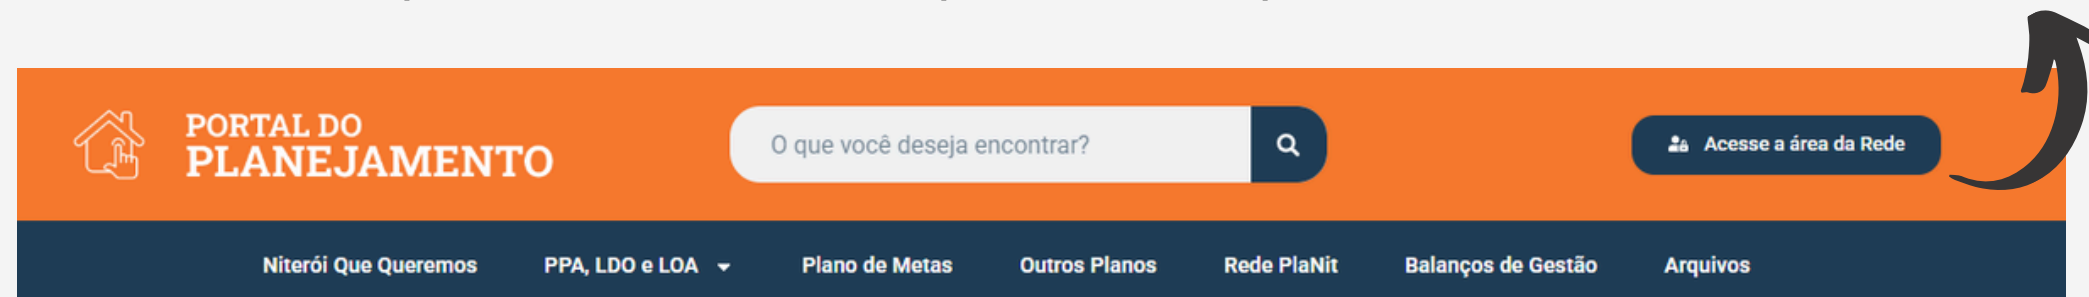 PORTAL DO
PLANEJAMENTO
O que você deseja encontrar?
Acesse a área da Rede
Niterói Que Queremos PPA, LDO e LOA Plano de Metas Outros Planos Rede PlaNit Balanços de Gestão Arquivos